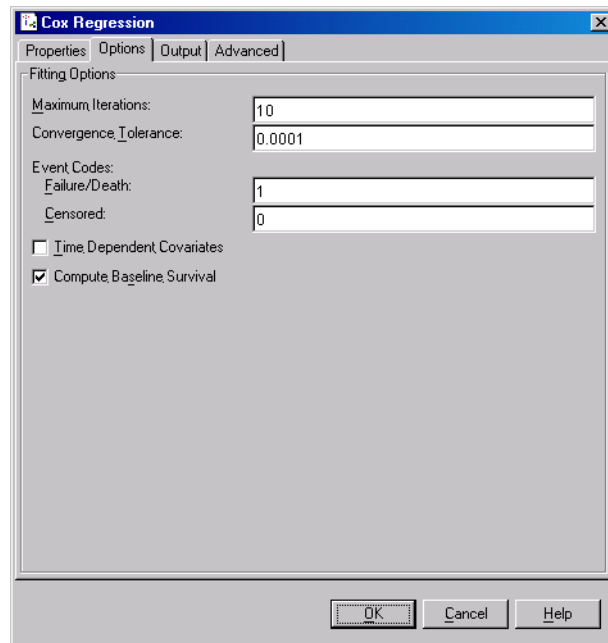 Cox Regression
Properties Options Output Advanced
Fitting Options
Maximum Iterations: 10
Convergence Tolerance: 0.0001
Event Codes:
Failure/Death: 1
Censored: 0
Time Dependent Covariates
Compute Baseline Survival
OK Cancel Help